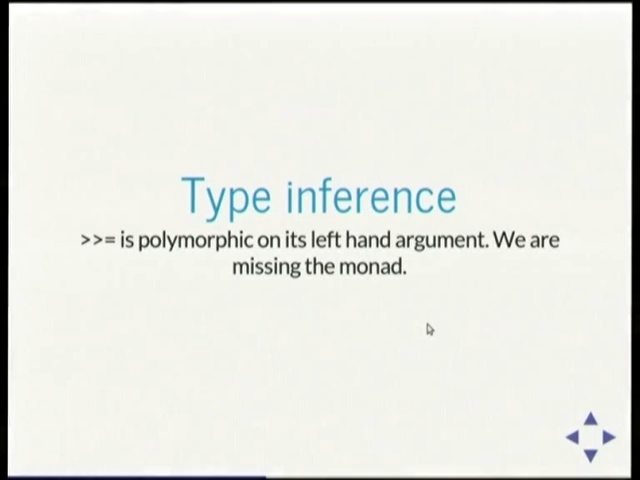 Type inference
>>= is polymorphic on its left hand argument. We are
missing the monad.